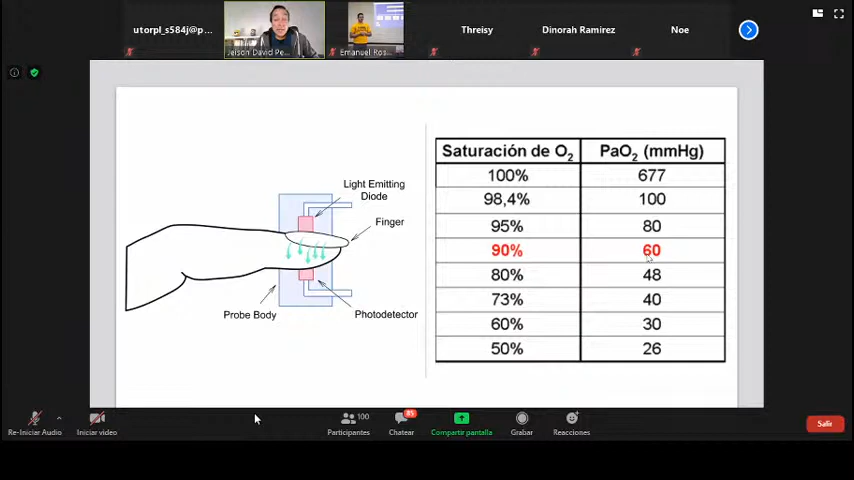 utorpl_s584j@p...
Jeison David Pe...
Emanuel Ros...
Threisy
Dinorah Ramirez
Noe
Light Emitting
Diode
Finger
Probe Body
Photodetector
Saturación de O₂ PaO₂ (mmHg)
100% 677
98,4% 100
95% 80
90% 60
80% 48
73% 40
60% 30
50% 26
Re-Iniciar Audio
Iniciar video
100
Participantes
85
Chatear
Compartir pantalla
Grabar
Reacciones
Salir